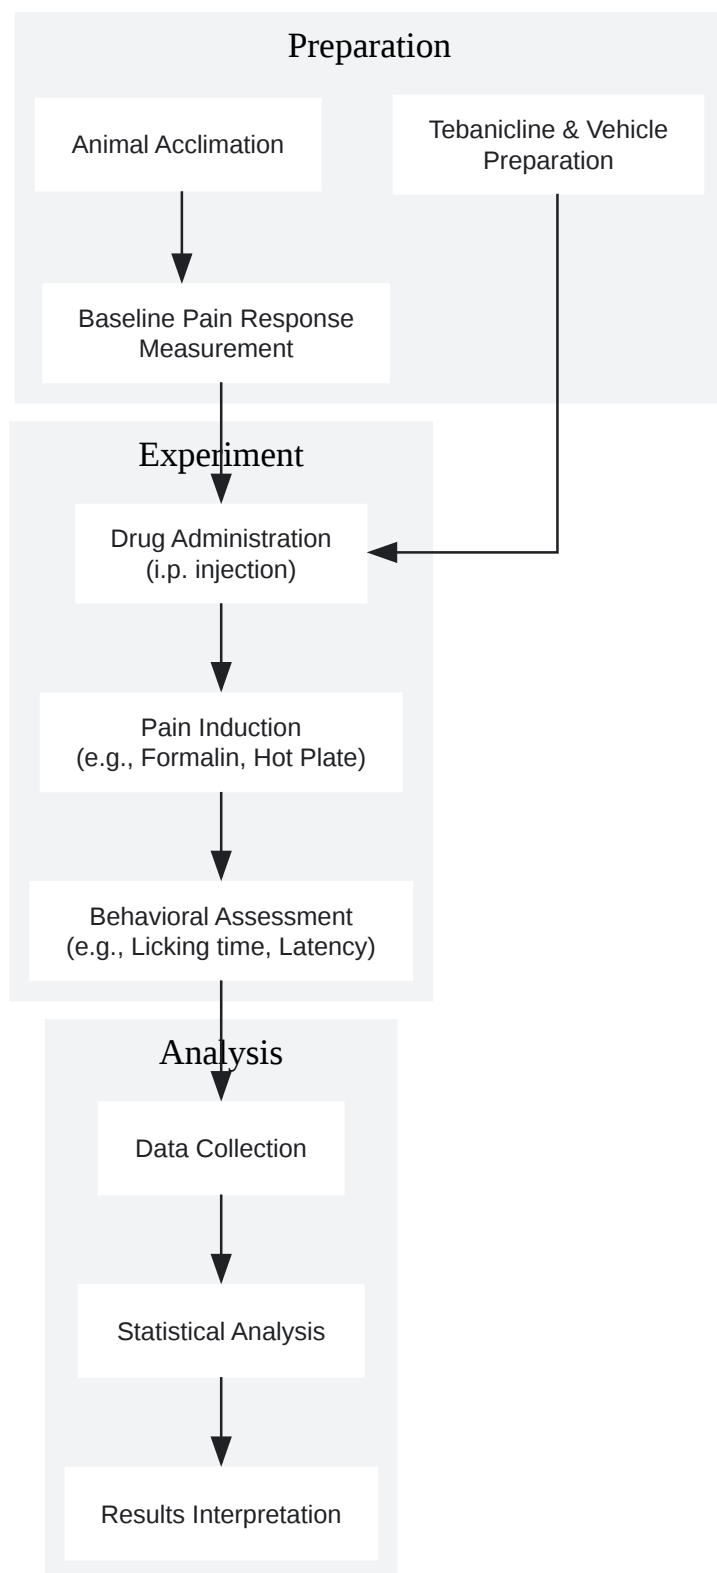 Preparation
Animal Acclimation
Tebanicline & Vehicle
Preparation
Baseline Pain Response
Measurement
Experiment
Drug Administration
(i.p. injection)
Pain Induction
(e.g., Formalin, Hot Plate)
Behavioral Assessment
(e.g., Licking time, Latency)
Analysis
Data Collection
Statistical Analysis
Results Interpretation